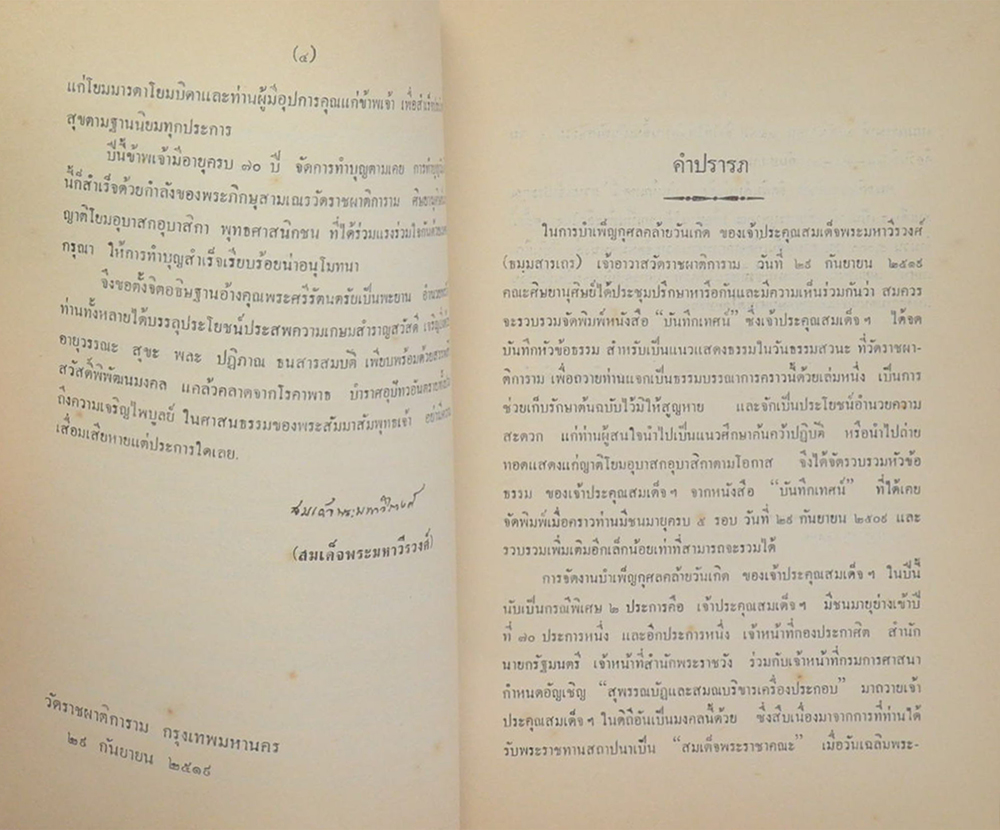 (๔)
แก่โยมมารดาโยมบิดาและท่านผู้มีอุปการคุณแก่ข้าพเจ้า เพื่อสำเร็จ
สุขตามฐานนิยมทุกประการ
ปีนี้ข้าพเจ้ามีอายุครบ ๗๐ ปี จัดการทำบุญตามเคย
นี้ก็สำเร็จด้วยกำลังของพระภิกษุสามเณรวัดราชผาติการาม
ญาติโยมอุบาสกอุบาสิกา พุทธศาสนิกชน ที่ได้ร่วมแรงร่วมใจกัน
กรุณา ให้การทำบุญสำเร็จเรียบร้อยน่าอนุโมทนา
จึงขอตั้งจิตอธิษฐานอ้างคุณพระศรีรัตนตรัยเป็นพะยาน
ท่านทั้งหลายได้บรรลุประโยชน์ประสพความเกษมสำราญสวัสดี
อายุวรรณะ สุขะ พละ ปฏิภาณ ธนสารสมบัติ เพียบพร้อมด้วย
สวัสดิ์พิพัฒนมงคล แคล้วคลาดจากโรคาพาธ บำราศอุปัทวอันตราย
ถึงความเจริญไพบูลย์ ในศาสนธรรมของพระสัมมาสัมพุทธเจ้า
เสื่อมเสียหายแต่ประการใดเลย.
สมเด็จพระมหาวีรวงศ์
(สมเด็จพระมหาวีรวงศ์)
วัดราชผาติการาม กรุงเทพมหานคร
๒๙ กันยายน ๒๕๑๙
คำปรารภ
ในการบำเพ็ญกุศลคล้ายวันเกิด ของเจ้าประคุณสมเด็จพระมหาวีรวงศ์
(ธมฺมสารเถร) เจ้าอาวาสวัดราชผาติการาม วันที่ ๒๙ กันยายน ๒๕๑๙
คณะศิษยานุศิษย์ได้ประชุมปรึกษาหารือกันและมีความเห็นร่วมกันว่า สมควร
จะรวบรวมจัดพิมพ์หนังสือ “บันทึกเทศน์” ซึ่งเจ้าประคุณสมเด็จ ฯ ได้จด
บันทึกหัวข้อธรรม สำหรับเป็นแนวแสดงธรรมในวันธรรมสวนะ ที่วัดราชผา-
ติการาม เพื่อถวายท่านแจกเป็นธรรมบรรณาการคราวนี้ด้วยเล่มหนึ่ง เป็นการ
ช่วยเก็บรักษาต้นฉบับไว้มิให้สูญหาย และจักเป็นประโยชน์อำนวยความ
สะดวก แก่ท่านผู้สนใจนำไปเป็นแนวศึกษาค้นคว้าปฏิบัติ หรือนำไปถ่าย
ทอดแสดงแก่ญาติโยมอุบาสกอุบาสิกาตามโอกาส จึงได้จัดรวบรวมหัวข้อ
ธรรม ของเจ้าประคุณสมเด็จ ฯ จากหนังสือ “บันทึกเทศน์” ที่ได้เคย
จัดพิมพ์เมื่อคราวท่านมีชนมายุครบ ๕ รอบ วันที่ ๒๙ กันยายน ๒๕๐๙ และ
รวบรวมเพิ่มเติมอีกเล็กน้อยเท่าที่สามารถจะรวมได้
การจัดงานบำเพ็ญกุศลคล้ายวันเกิด ของเจ้าประคุณสมเด็จ ฯ ในปีนี้
นับเป็นกรณีพิเศษ ๒ ประการคือ เจ้าประคุณสมเด็จ ฯ มีชนมายุย่างเข้าปี
ที่ ๗๐ ประการหนึ่ง และอีกประการหนึ่ง เจ้าหน้าที่กองประกาศิต สำนัก
นายกรัฐมนตรี เจ้าหน้าที่สำนักพระราชวัง ร่วมกับเจ้าหน้าที่กรมการศาสนา
กำหนดอัญเชิญ “สุพรรณบัฏและสมณบริขารเครื่องประกอบ” มาถวายเจ้า
ประคุณสมเด็จ ฯ ในดิถีอันเป็นมงคลนี้ด้วย ซึ่งสืบเนื่องมาจากการที่ท่านได้
รับพระราชทานสถาปนาเป็น “สมเด็จพระราชาคณะ” เมื่อวันเฉลิมพระ-